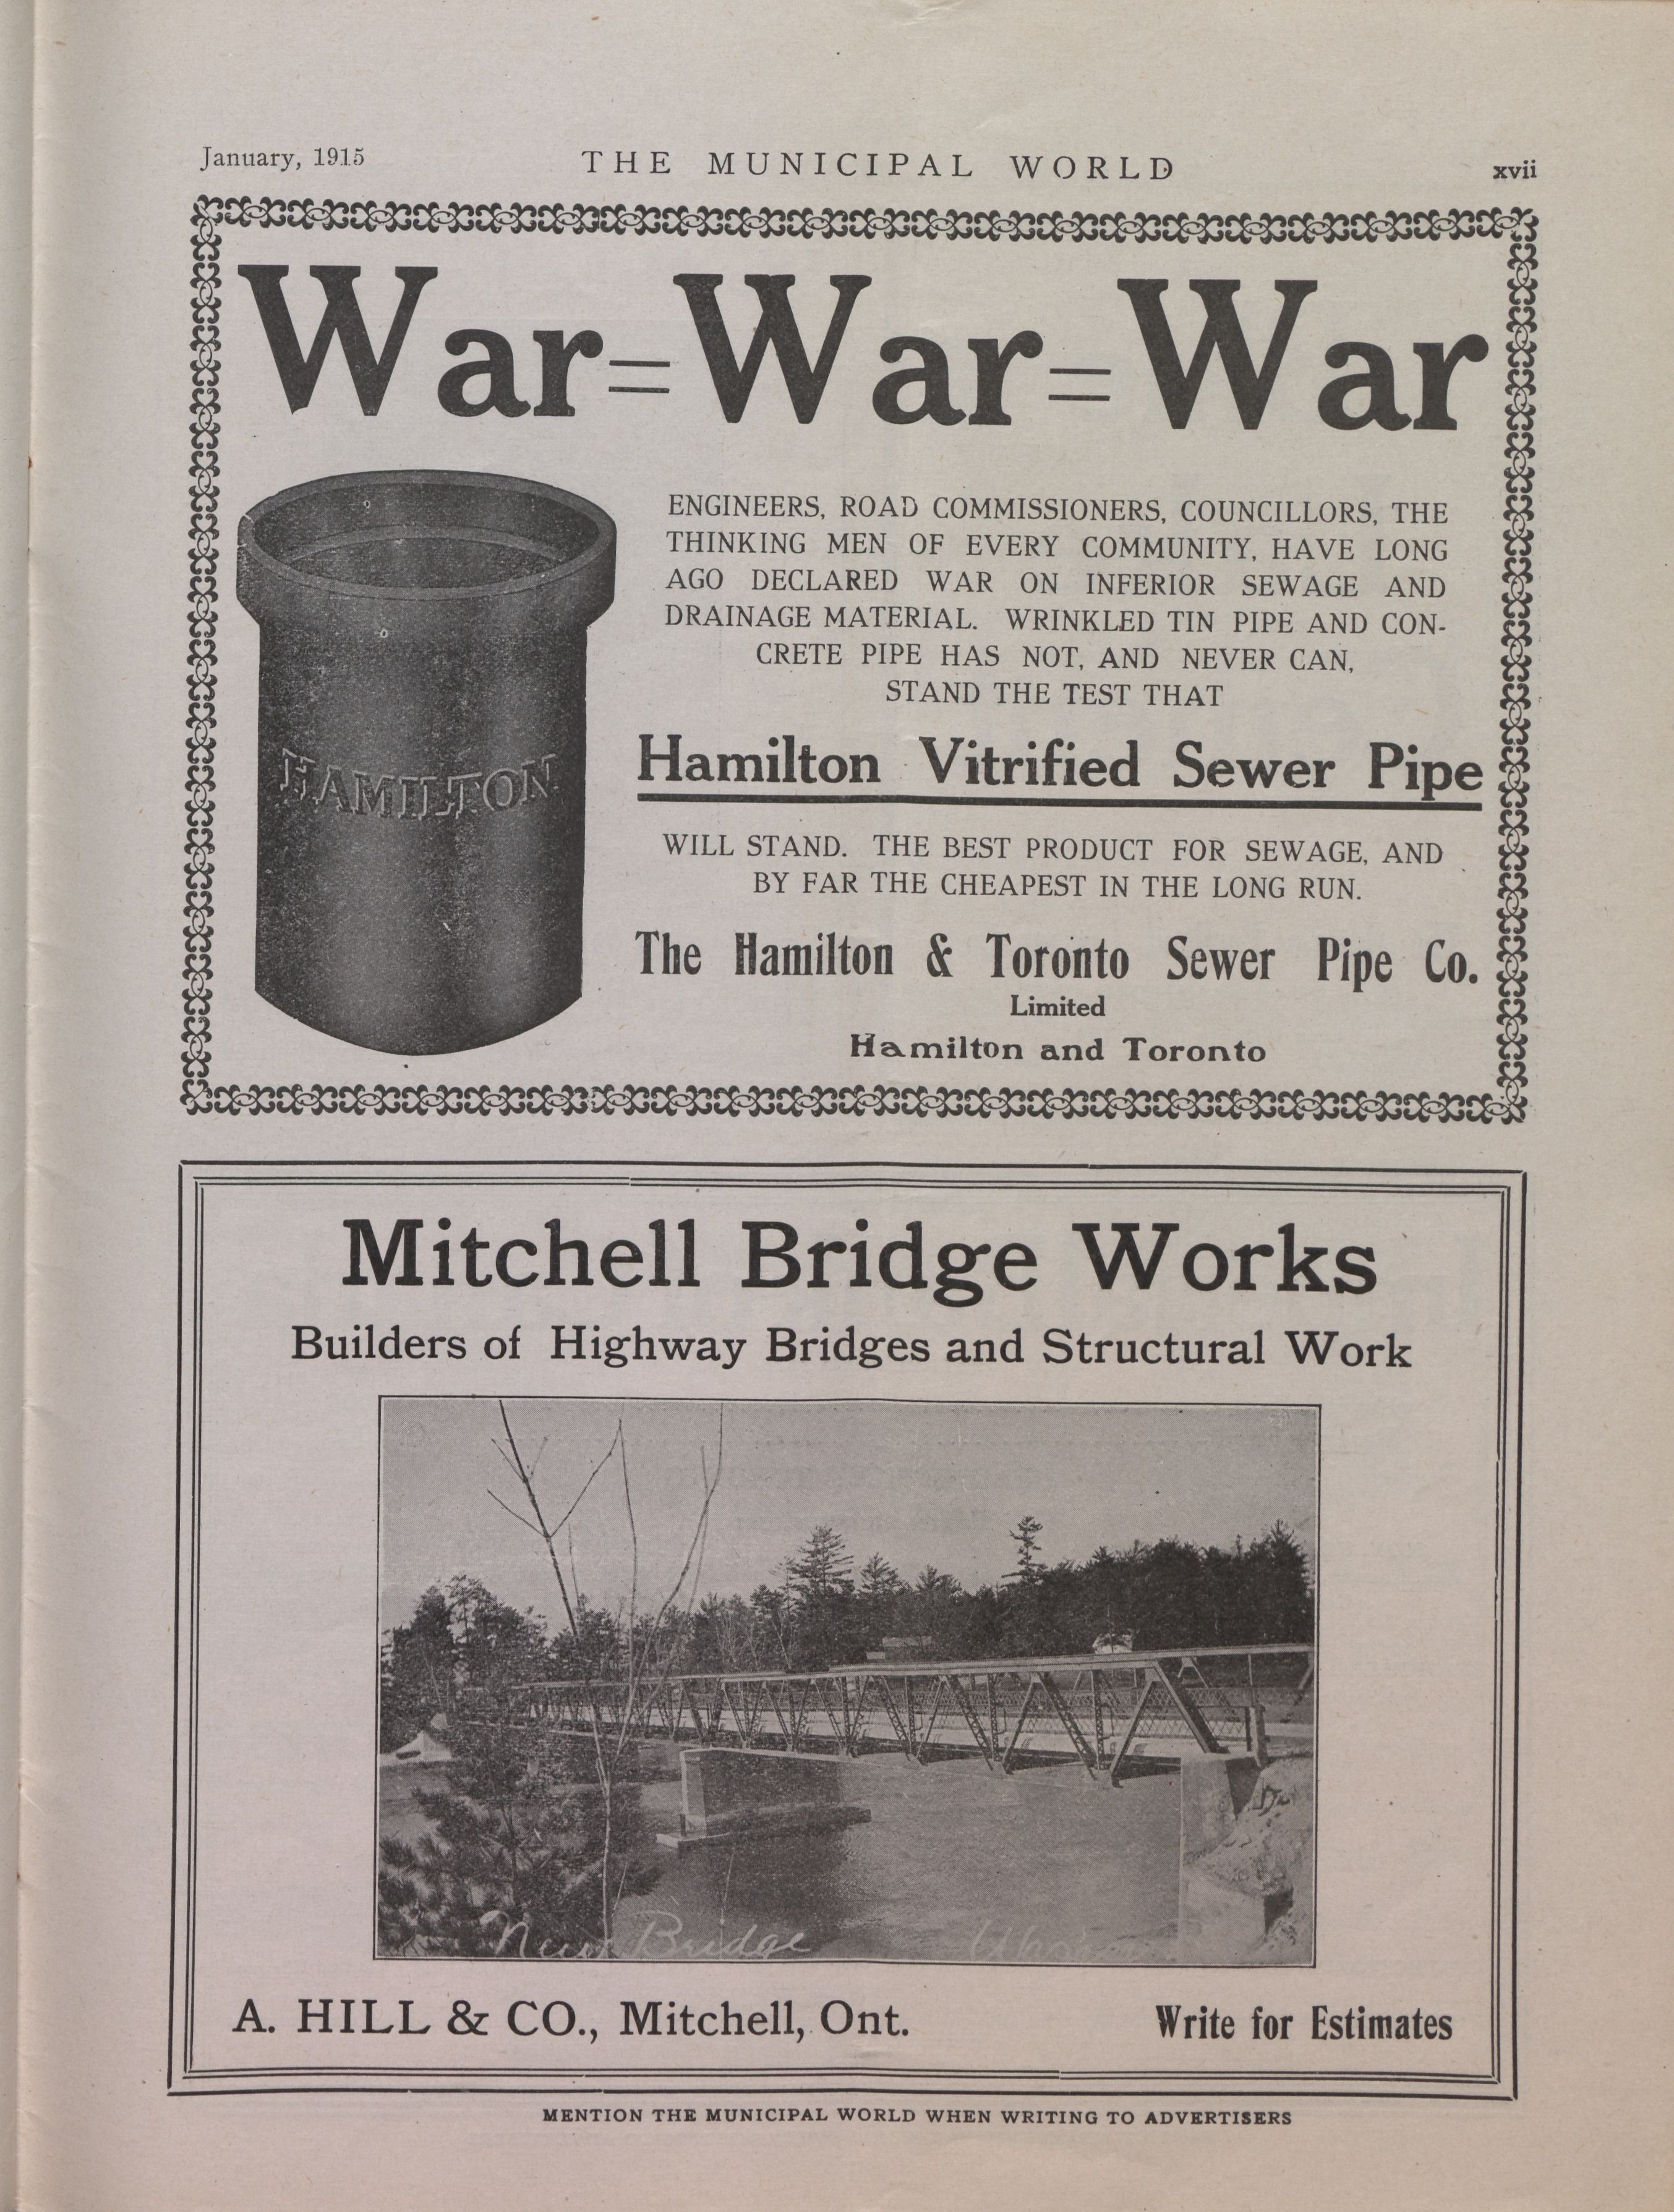 January, 1915
THE MUNICIPAL WORLD
xvii
War=War=War
HAMILTON
ENGINEERS, ROAD COMMISSIONERS, COUNCILLORS, THE
THINKING MEN OF EVERY COMMUNITY, HAVE LONG
AGO DECLARED WAR ON INFERIOR SEWAGE AND
DRAINAGE MATERIAL. WRINKLED TIN PIPE AND CON-
CRETE PIPE HAS NOT, AND NEVER CAN,
STAND THE TEST THAT
Hamilton Vitrified Sewer Pipe
WILL STAND. THE BEST PRODUCT FOR SEWAGE, AND
BY FAR THE CHEAPEST IN THE LONG RUN.
The Hamilton & Toronto Sewer Pipe Co.
Limited
Hamilton and Toronto
Mitchell Bridge Works
Builders of Highway Bridges and Structural Work
New Bridge
A. HILL & CO., Mitchell, Ont.
Write for Estimates
MENTION THE MUNICIPAL WORLD WHEN WRITING TO ADVERTISERS